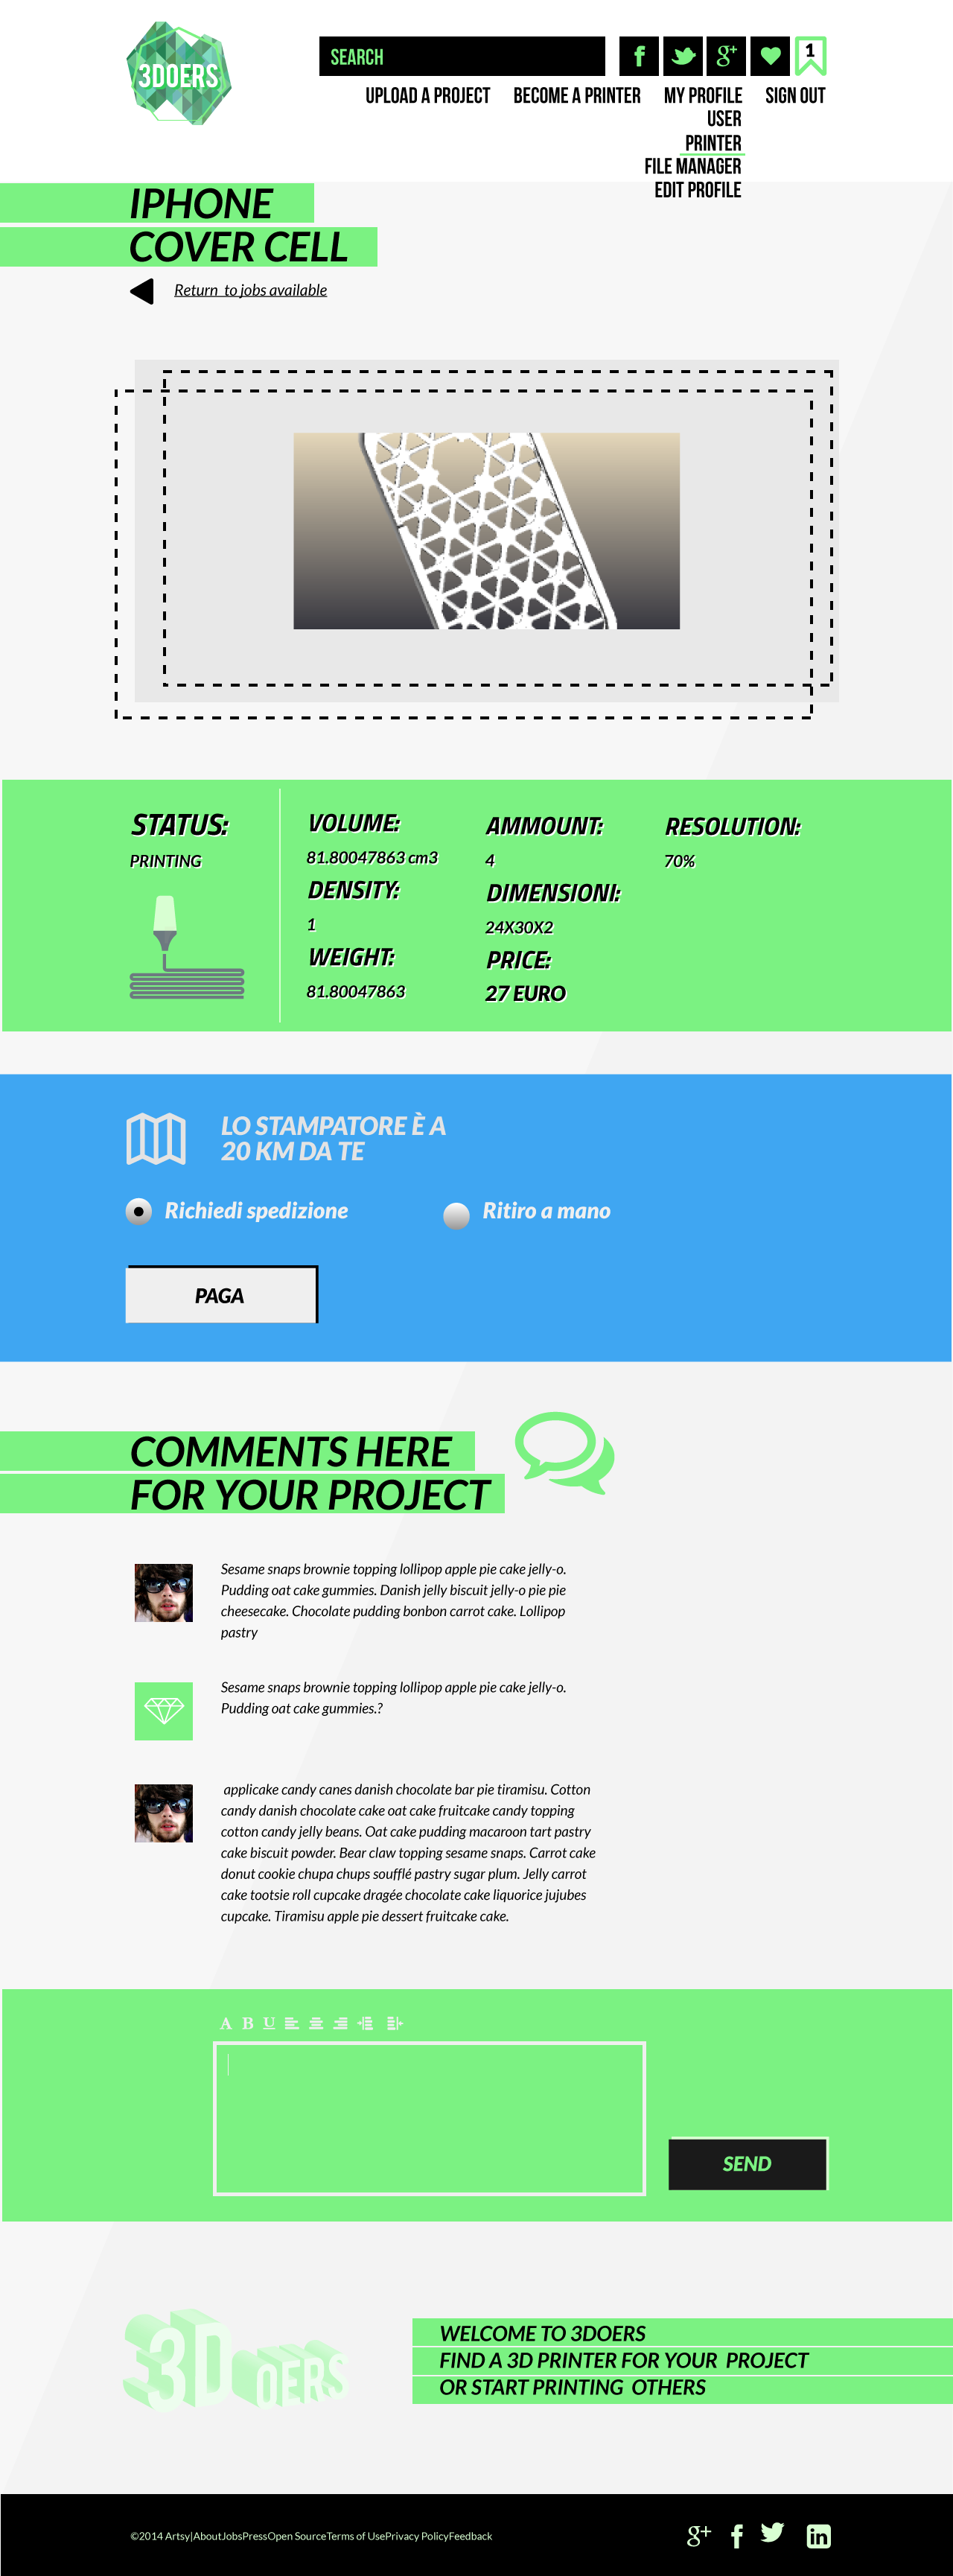 3DOERS
SEARCH
1
UPLOAD A PROJECT BECOME A PRINTER MY PROFILE SIGN OUT
USER
PRINTER
FILE MANAGER
EDIT PROFILE
IPHONE
COVER CELL
Return to jobs available
STATUS:
PRINTING
VOLUME:
81.80047863 cm3
DENSITY:
1
WEIGHT:
81.80047863
AMMOUNT:
4
DIMENSIONI:
24X30X2
PRICE:
27 EURO
RESOLUTION:
70%
LO STAMPATORE È A
20 KM DA TE
Richiedi spedizione Ritiro a mano
PAGA
COMMENTS HERE
FOR YOUR PROJECT
Sesame snaps brownie topping lollipop apple pie cake jelly-o.
Pudding oat cake gummies. Danish jelly biscuit jelly-o pie pie
cheesecake. Chocolate pudding bonbon carrot cake. Lollipop
pastry
Sesame snaps brownie topping lollipop apple pie cake jelly-o.
Pudding oat cake gummies.?
applicake candy canes danish chocolate bar pie tiramisu. Cotton
candy danish chocolate cake oat cake fruitcake candy topping
cotton candy jelly beans. Oat cake pudding macaroon tart pastry
cake biscuit powder. Bear claw topping sesame snaps. Carrot cake
donut cookie chupa chups soufflé pastry sugar plum. Jelly carrot
cake tootsie roll cupcake dragée chocolate cake liquorice jujubes
cupcake. Tiramisu apple pie dessert fruitcake cake.
A B U
SEND
3DOERS
WELCOME TO 3DOERS
FIND A 3D PRINTER FOR YOUR PROJECT
OR START PRINTING OTHERS
©2014 Artsy|AboutJobsPressOpen SourceTerms of UsePrivacy PolicyFeedback